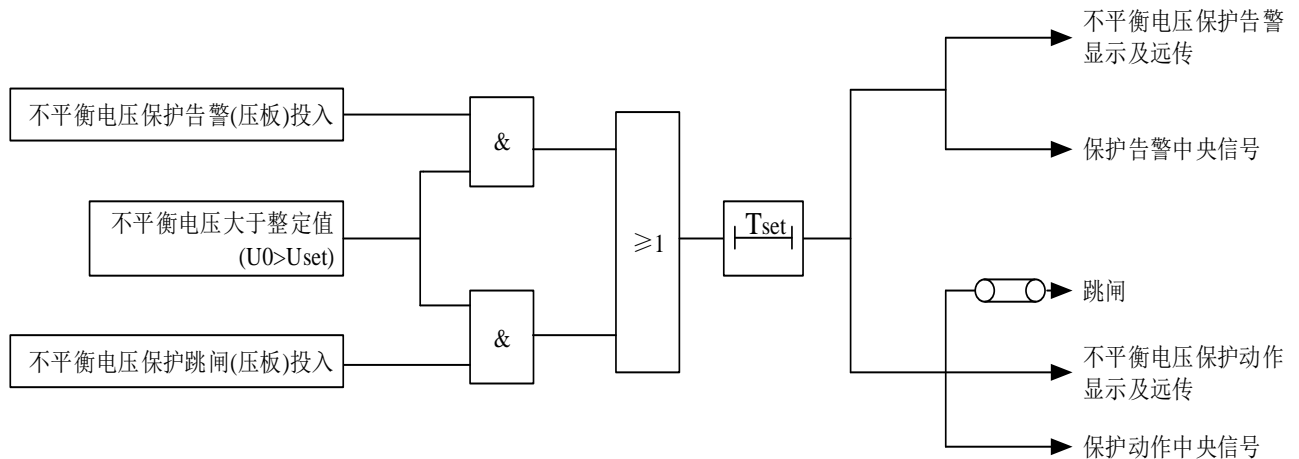 不平衡电压保护告警(压板)投入
不平衡电压大于整定值
(U0>Uset)
不平衡电压保护跳闸(压板)投入
&
&
≥1
Tset
不平衡电压保护告警
显示及远传
保护告警中央信号
跳闸
不平衡电压保护动作
显示及远传
保护动作中央信号